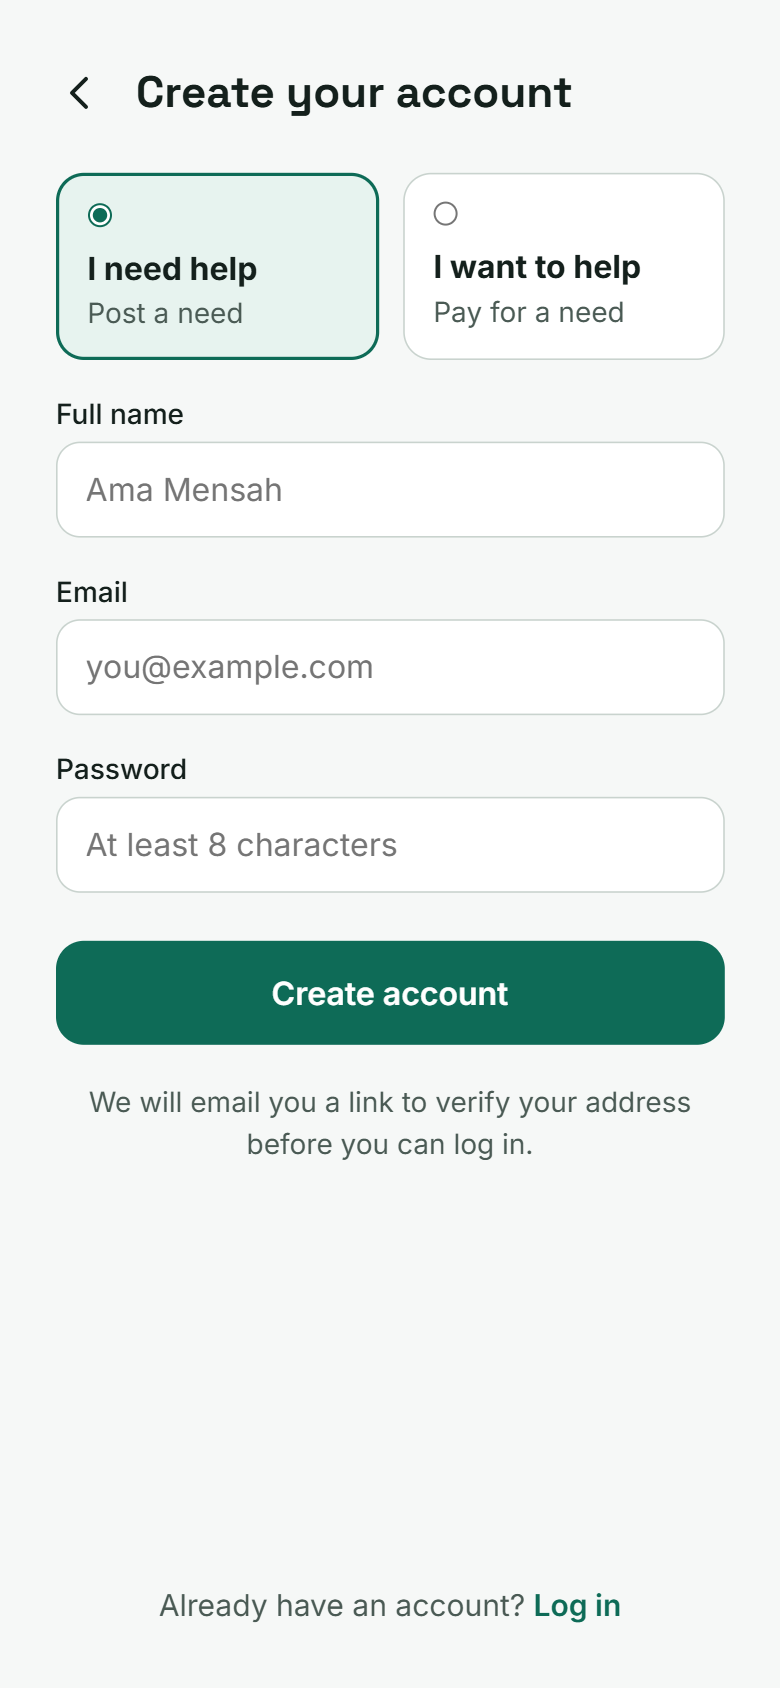 Create your account
I need help
Post a need
I want to help
Pay for a need
Full name
Ama Mensah
Email
you@example.com
Password
At least 8 characters
Create account
We will email you a link to verify your address
before you can log in.
Already have an account? Log in